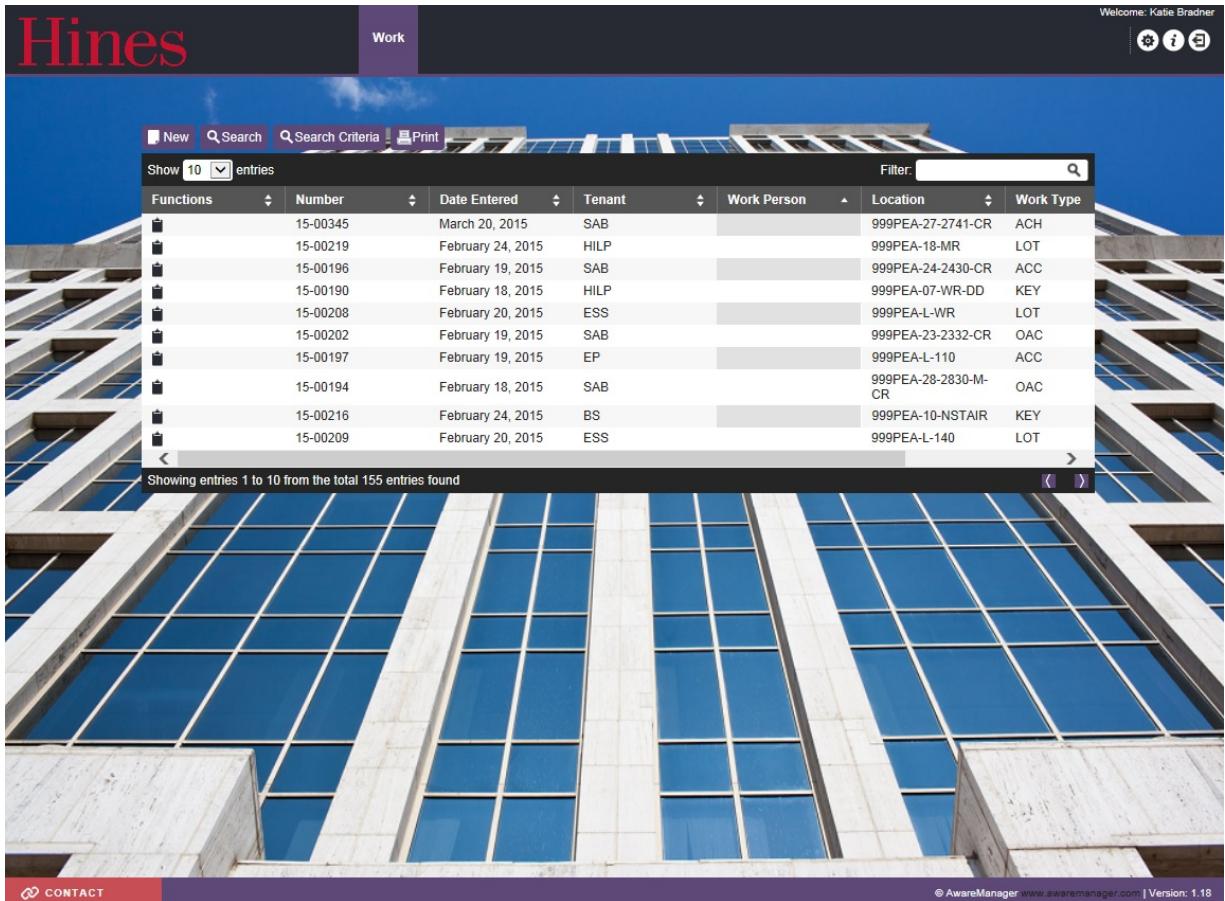 Welcome: Katie Bradner
Hines
Work
New Search Search Criteria Print
Show 10 entries Filter:
Functions Number Date Entered Tenant Work Person Location Work Type
15-00345 March 20, 2015 SAB 999PEA-27-2741-CR ACH
15-00219 February 24, 2015 HILP 999PEA-18-MR LOT
15-00196 February 19, 2015 SAB 999PEA-24-2430-CR ACC
15-00190 February 18, 2015 HILP 999PEA-07-WR-DD KEY
15-00208 February 20, 2015 ESS 999PEA-L-WR LOT
15-00202 February 19, 2015 SAB 999PEA-23-2332-CR OAC
15-00197 February 19, 2015 EP 999PEA-L-110 ACC
15-00194 February 18, 2015 SAB 999PEA-28-2830-M-
CR OAC
15-00216 February 24, 2015 BS 999PEA-10-NSTAIR KEY
15-00209 February 20, 2015 ESS 999PEA-L-140 LOT
Showing entries 1 to 10 from the total 155 entries found
CONTACT © AwareManager www.awaremanager.com | Version: 1.18